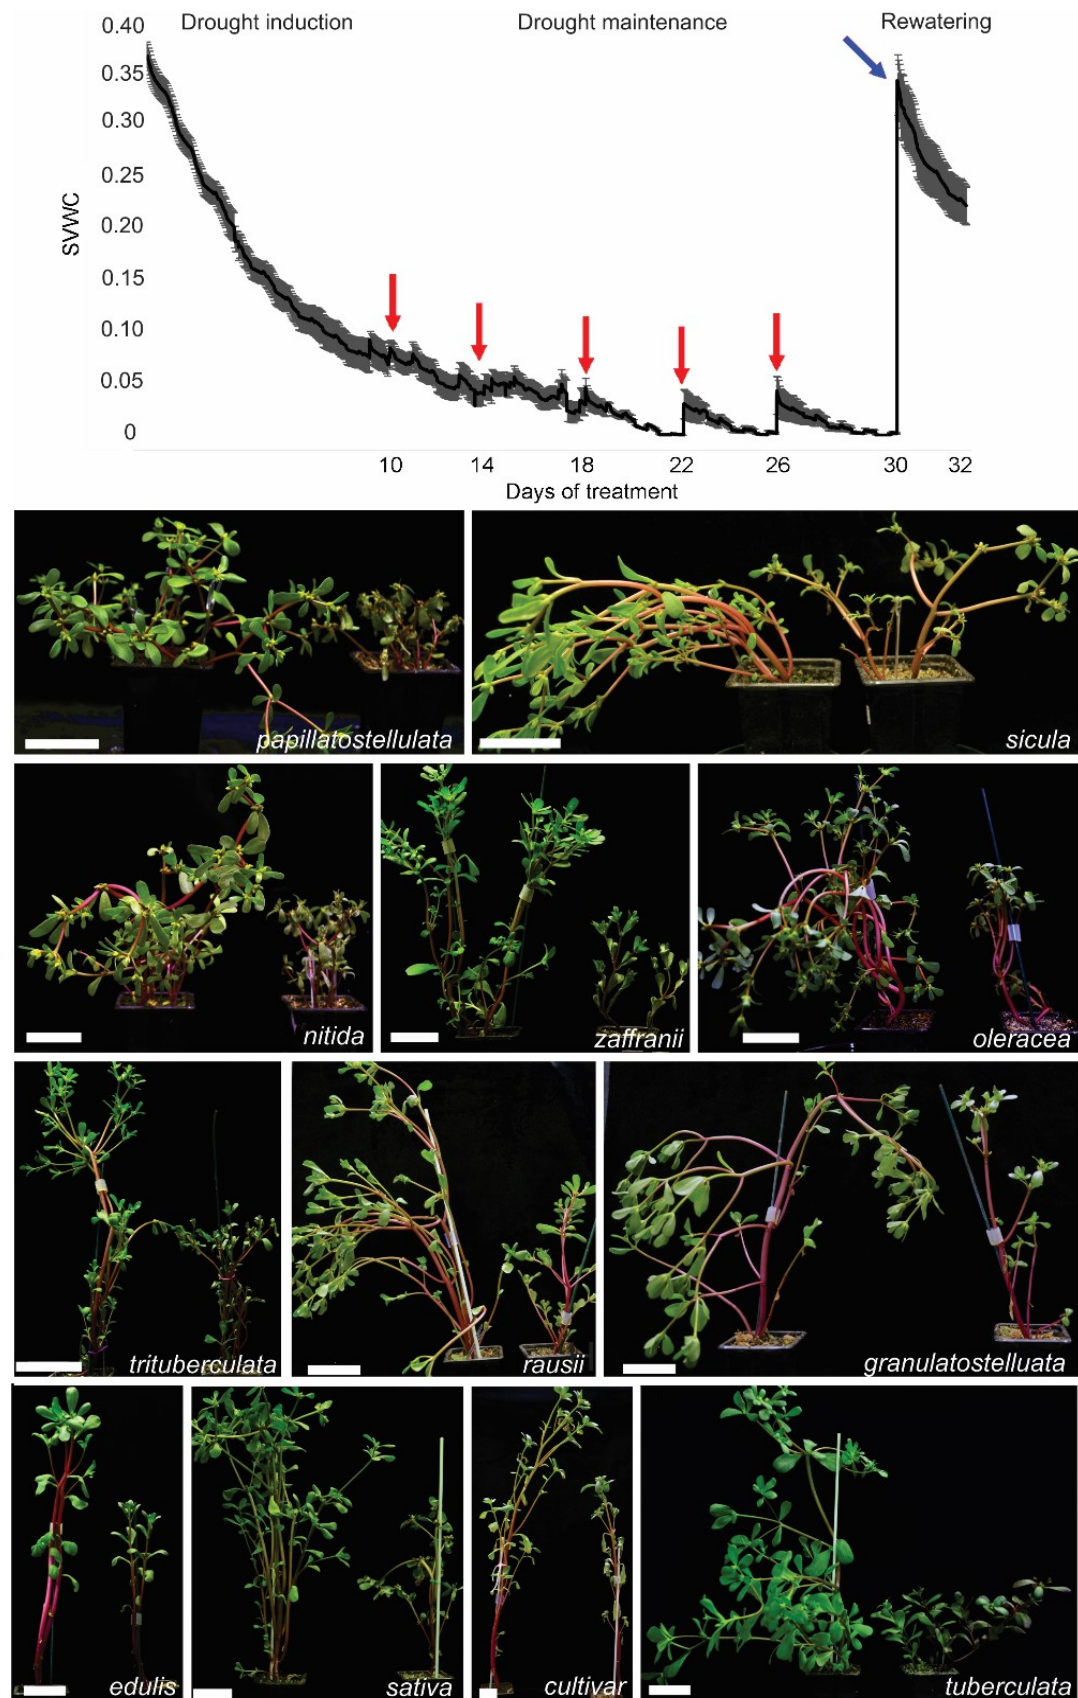 Drought induction Drought maintenance Rewatering
0.40
0.35
0.30
0.25
0.20
0.15
0.10
0.05
0
SVWC
10 14 18 22 26 30 32
Days of treatment
papillatostellulata sicula
nitida zaffranii oleracea
trituberculata rausii granulatostelluata
edulis sativa cultivar tuberculata